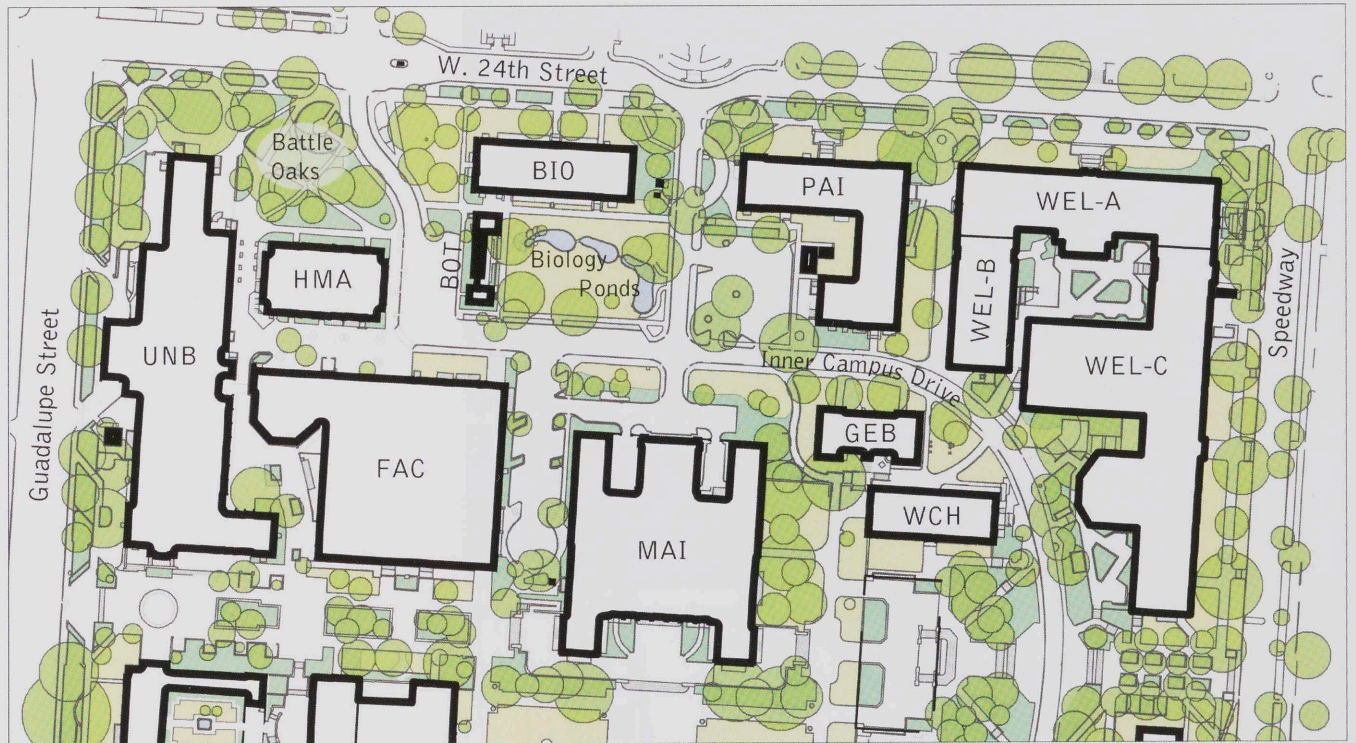 W. 24th Street
Battle
Oaks
BIO
PAI
WEL-A
HMA
BOT
Biology
Ponds
WEL-B
Speedway
Guadalupe Street
UNB
Inner Campus Drive
WEL-C
FAC
GEB
WCH
MAI